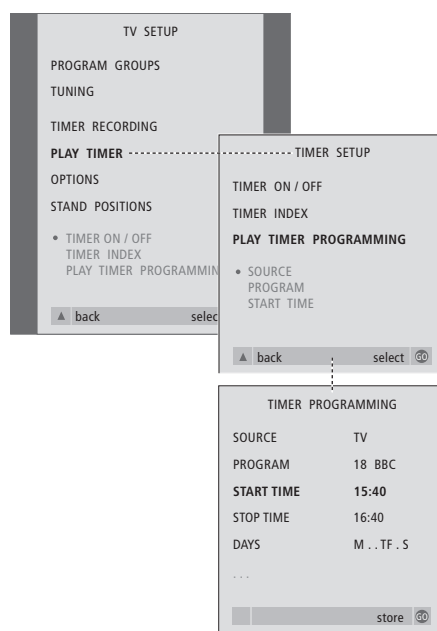 TV SETUP
PROGRAM GROUPS
TUNING
TIMER RECORDING
PLAY TIMER
OPTIONS
STAND POSITIONS
• TIMER ON / OFF
TIMER INDEX
PLAY TIMER PROGRAMMIN
▲ back selec
TIMER SETUP
TIMER ON / OFF
TIMER INDEX
PLAY TIMER PROGRAMMING
• SOURCE
PROGRAM
START TIME
▲ back select GO
TIMER PROGRAMMING
SOURCE TV
PROGRAM 18 BBC
START TIME 15:40
STOP TIME 16:40
DAYS M . . TF . S
. . .
store GO